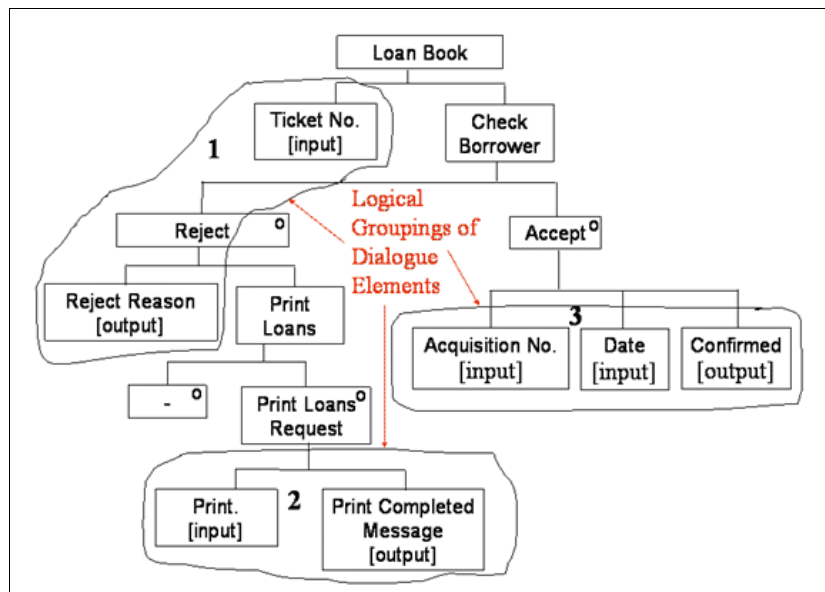 Loan Book
Ticket No.
[input]
Check
Borrower
1
Logical
Groupings of
Dialogue
Elements
Reject
o
Accept
o
Reject Reason
[output]
Print
Loans
3
Acquisition No.
[input]
Date
[input]
Confirmed
[output]
-
o
Print Loans
Request
o
2
Print.
[input]
Print Completed
Message
[output]